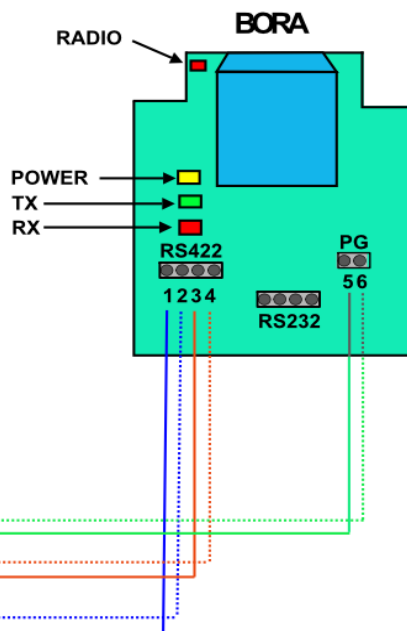 BORA
RADIO
POWER
TX
RX
RS422
1 2 3 4
PG
5 6
RS232